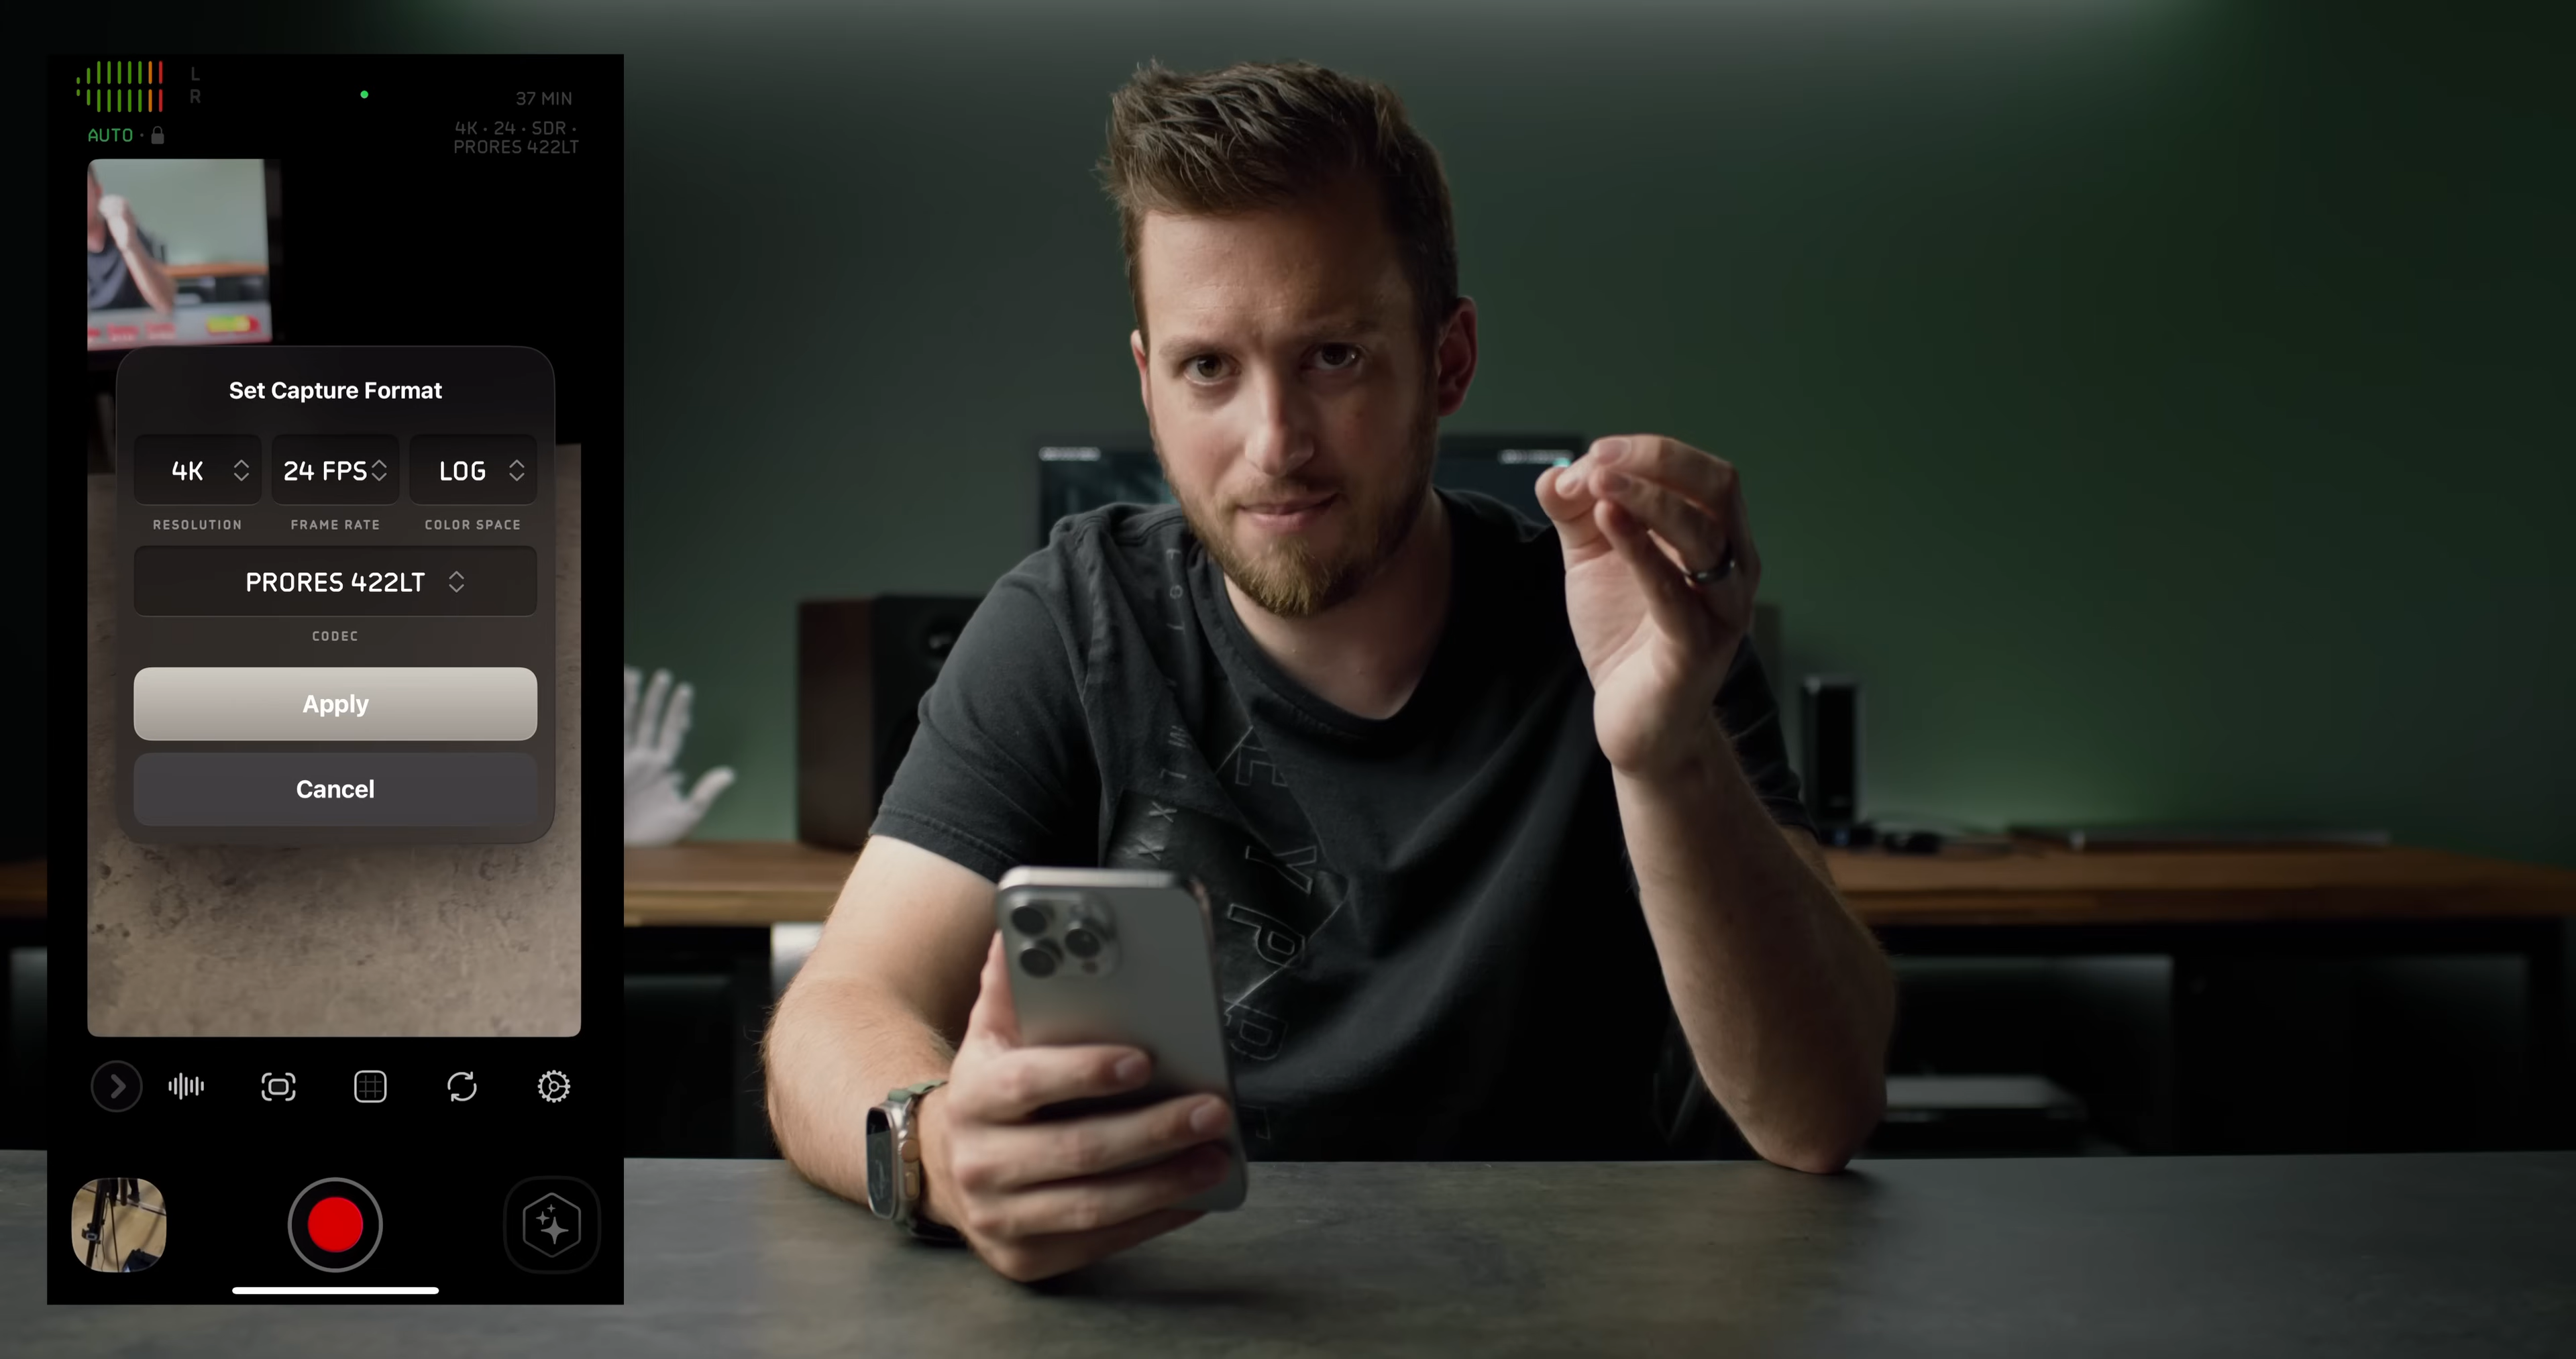 L
R
37 MIN
AUTO ·
4K · 24 · SDR ·
PRORES 422LT
Set Capture Format
4K
24 FPS
LOG
RESOLUTION
FRAME RATE
COLOR SPACE
PRORES 422LT
CODEC
Apply
Cancel